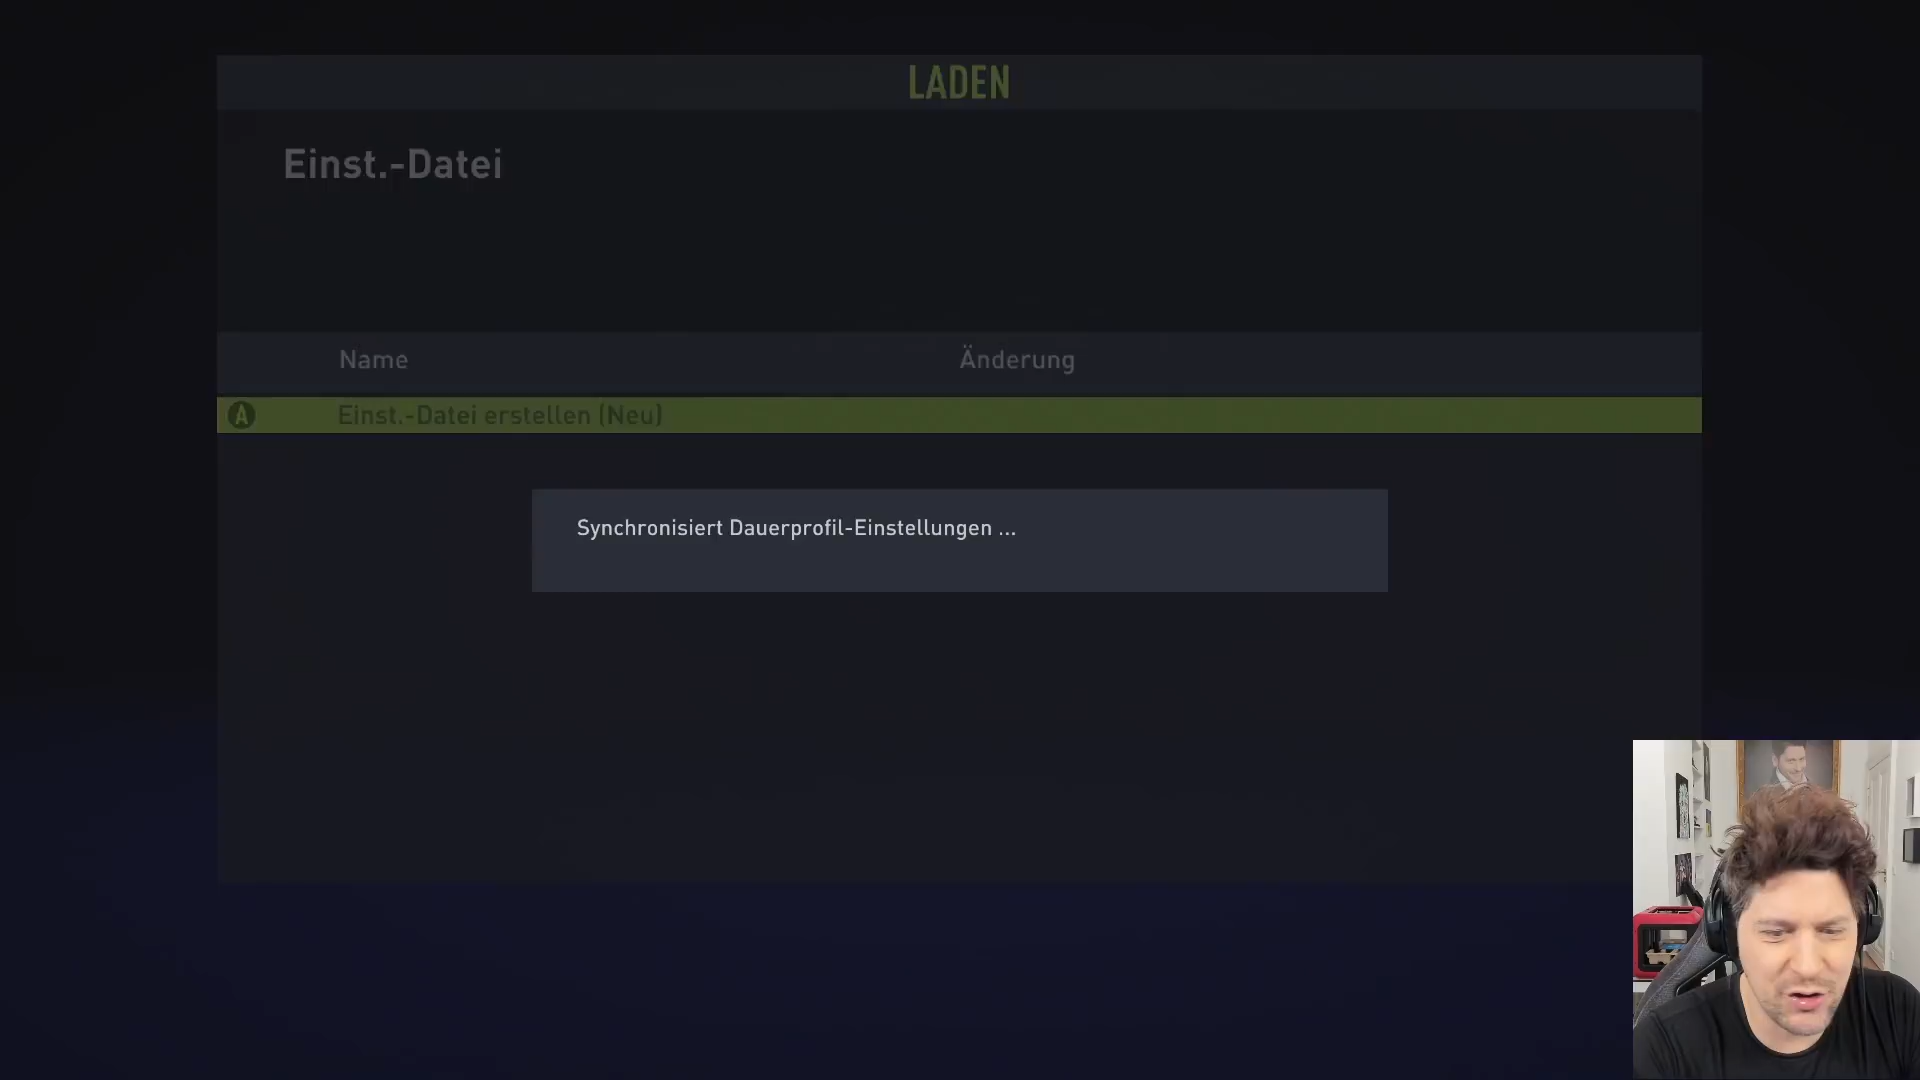 LADEN
Einst.-Datei
Name Änderung
A Einst.-Datei erstellen (Neu)
Synchronisiert Dauerprofil-Einstellungen ...